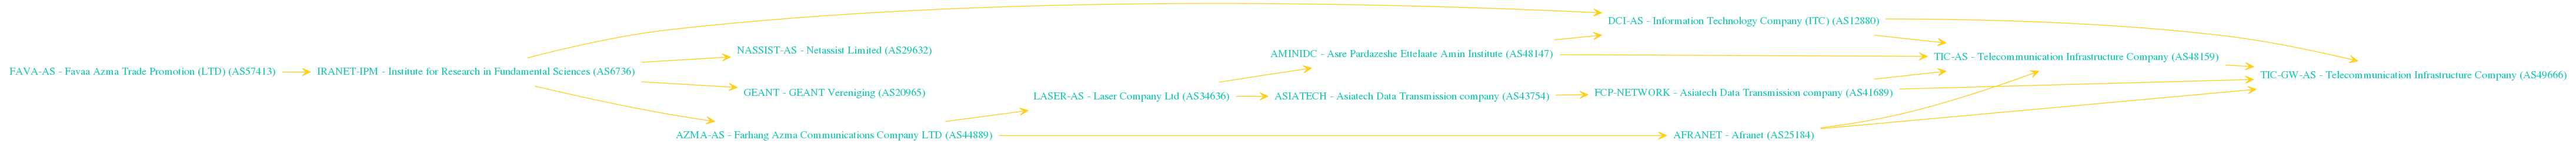 FAVA-AS - Favaa Azma Trade Promotion (LTD) (AS57413)
IRANET-IPM - Institute for Research in Fundamental Sciences (AS6736)
NASSIST-AS - Netassist Limited (AS29632)
GEANT - GEANT Vereniging (AS20965)
AZMA-AS - Farhang Azma Communications Company LTD (AS44889)
LASER-AS - Laser Company Ltd (AS34636)
AMINIDC - Asre Pardazeshe Ettelaate Amin Institute (AS48147)
ASIATECH - Asiatech Data Transmission company (AS43754)
DCI-AS - Information Technology Company (ITC) (AS12880)
FCP-NETWORK - Asiatech Data Transmission company (AS41689)
AFRANET - Afranet (AS25184)
TIC-AS - Telecommunication Infrastructure Company (AS48159)
TIC-GW-AS - Telecommunication Infrastructure Company (AS49666)